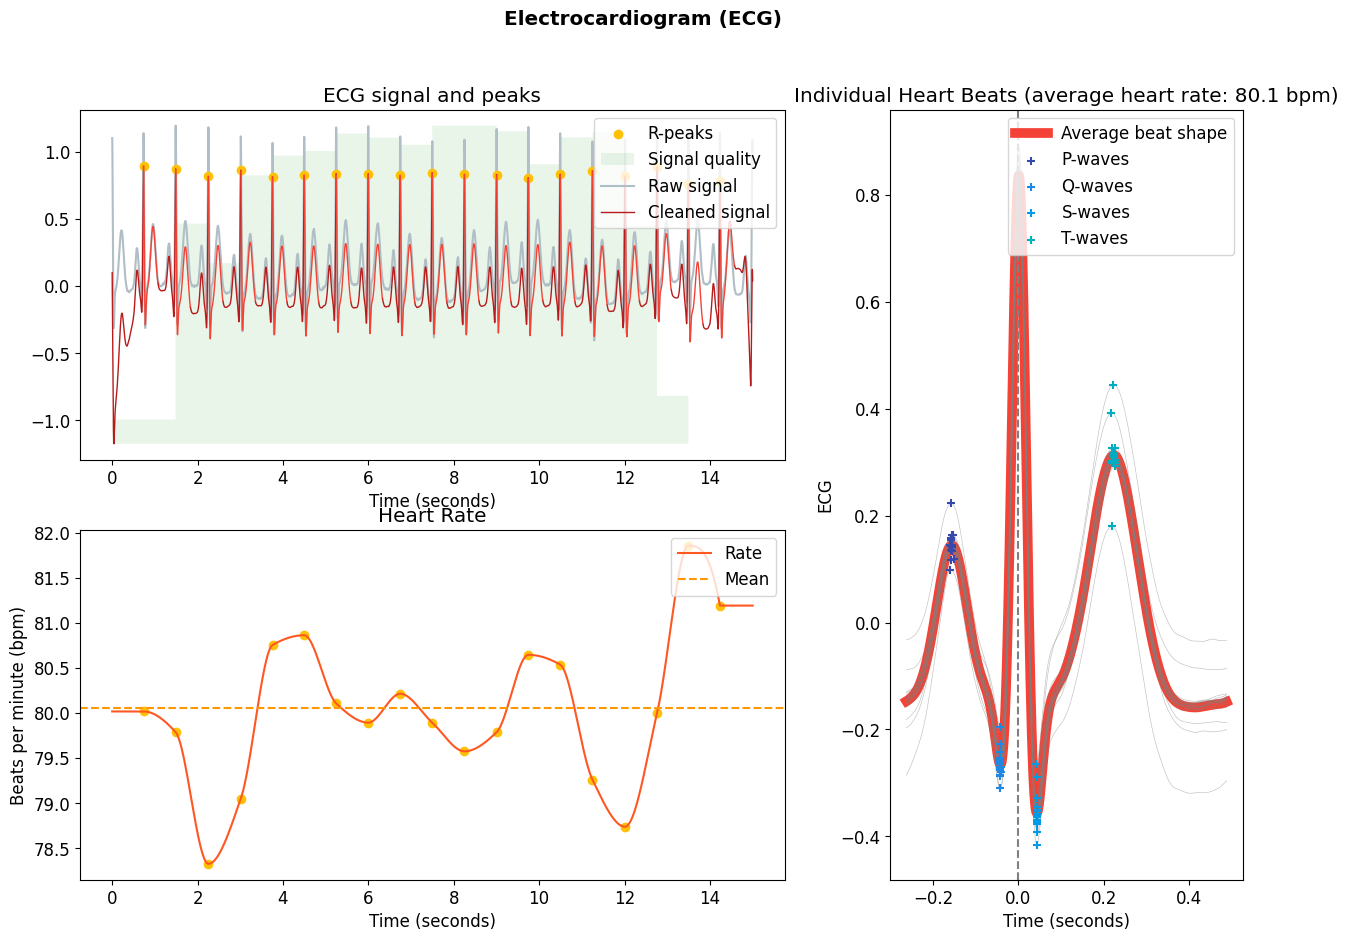 Electrocardiogram (ECG)
ECG signal and peaks
R-peaks
Signal quality
Raw signal
Cleaned signal
1.0
0.5
0.0
−0.5
−1.0
0 2 4 6 8 10 12 14
Time (seconds)
Heart Rate
Rate
Mean
Beats per minute (bpm)
82.0
81.5
81.0
80.5
80.0
79.5
79.0
78.5
0 2 4 6 8 10 12 14
Time (seconds)
Individual Heart Beats (average heart rate: 80.1 bpm)
Average beat shape
P-waves
Q-waves
S-waves
T-waves
ECG
0.8
0.6
0.4
0.2
0.0
−0.2
−0.4
−0.2 0.0 0.2 0.4
Time (seconds)